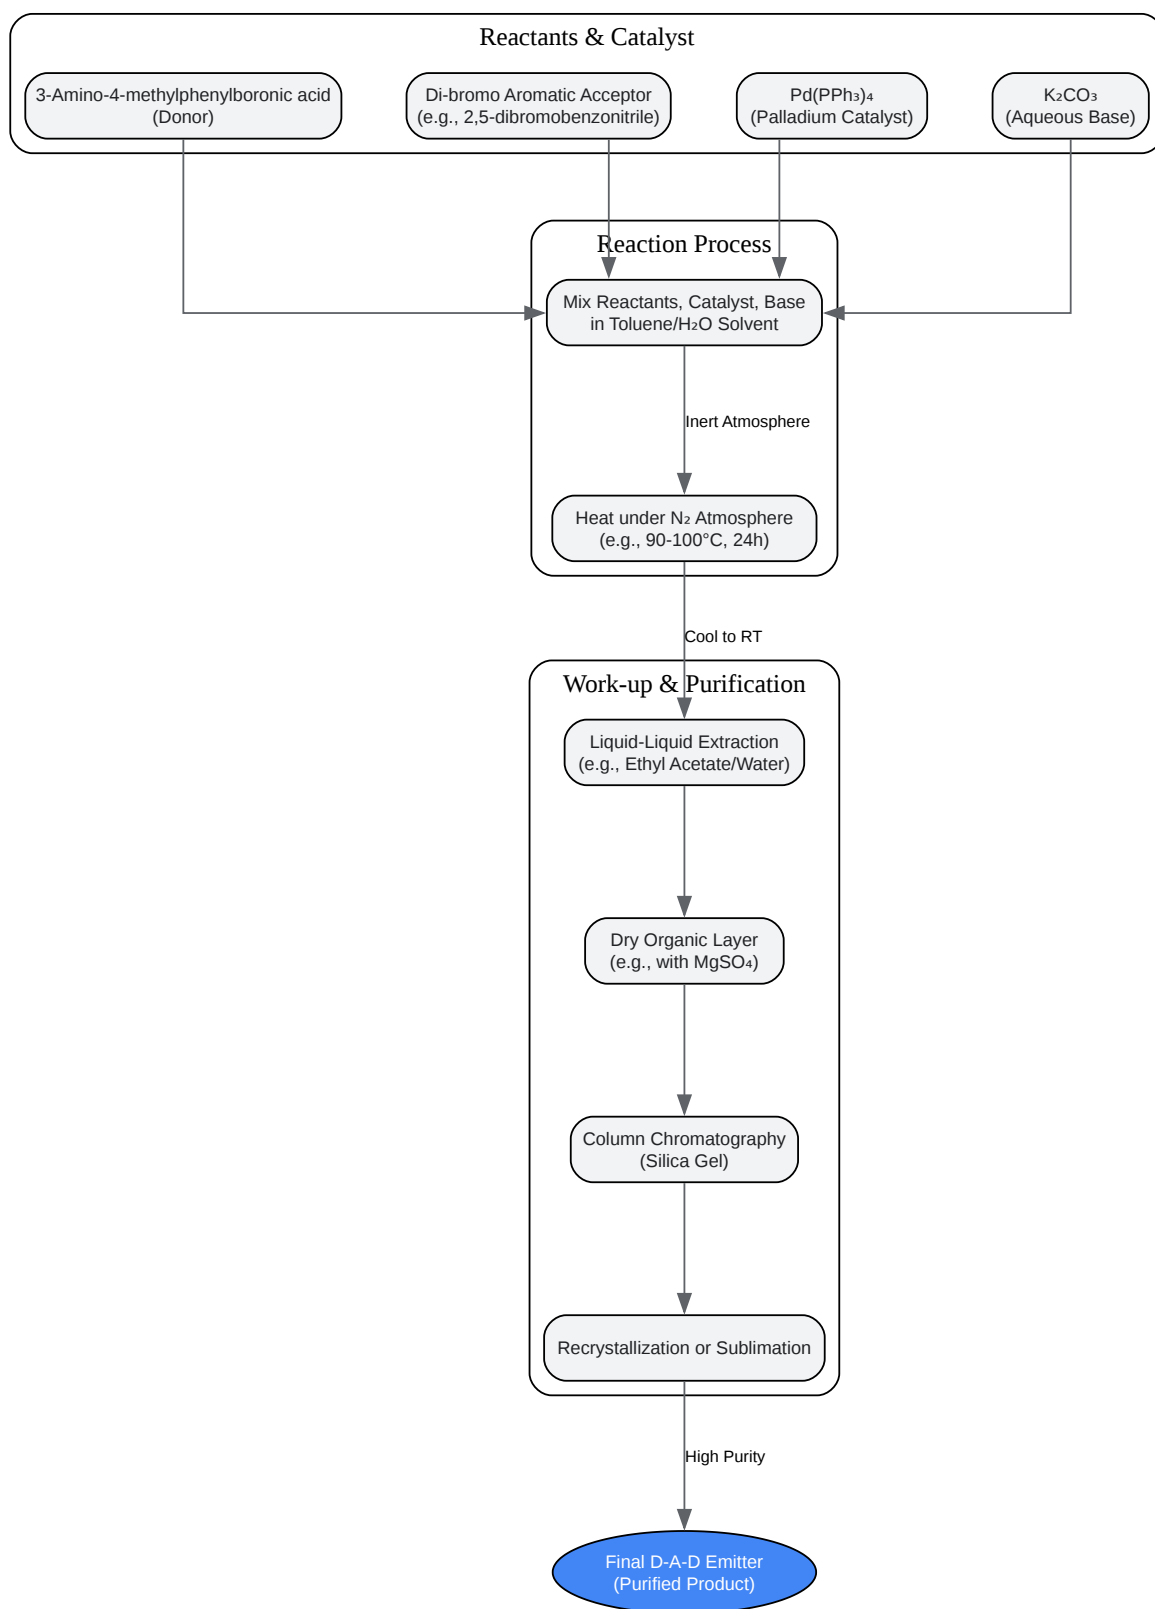 Reactants & Catalyst
3-Amino-4-methylphenylboronic acid
(Donor)
Di-bromo Aromatic Acceptor
(e.g., 2,5-dibromobenzonitrile)
Pd(PPh₃)₄
(Palladium Catalyst)
K₂CO₃
(Aqueous Base)
Reaction Process
Mix Reactants, Catalyst, Base
in Toluene/H₂O Solvent
Inert Atmosphere
Heat under N₂ Atmosphere
(e.g., 90-100°C, 24h)
Cool to RT
Work-up & Purification
Liquid-Liquid Extraction
(e.g., Ethyl Acetate/Water)
Dry Organic Layer
(e.g., with MgSO₄)
Column Chromatography
(Silica Gel)
Recrystallization or Sublimation
High Purity
Final D-A-D Emitter
(Purified Product)